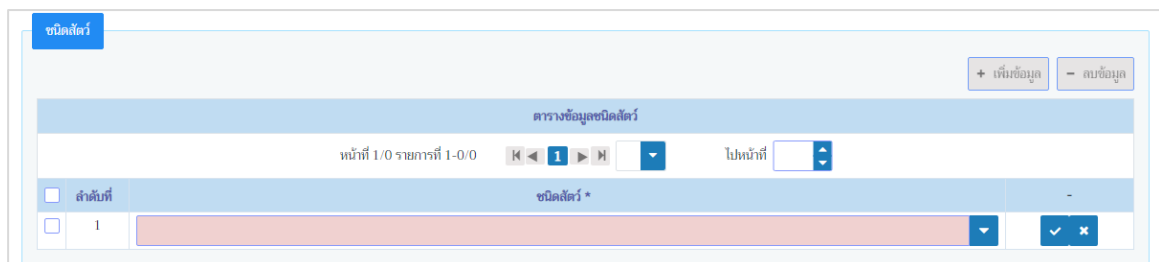 ชนิดสัตว์
+ เพิ่มข้อมูล – ลบข้อมูล
ตารางข้อมูลชนิดสัตว์
หน้าที่ 1/0 รายการที่ 1-0/0 1 ไปหน้าที่
ลำดับที่ ชนิดสัตว์ * -
1